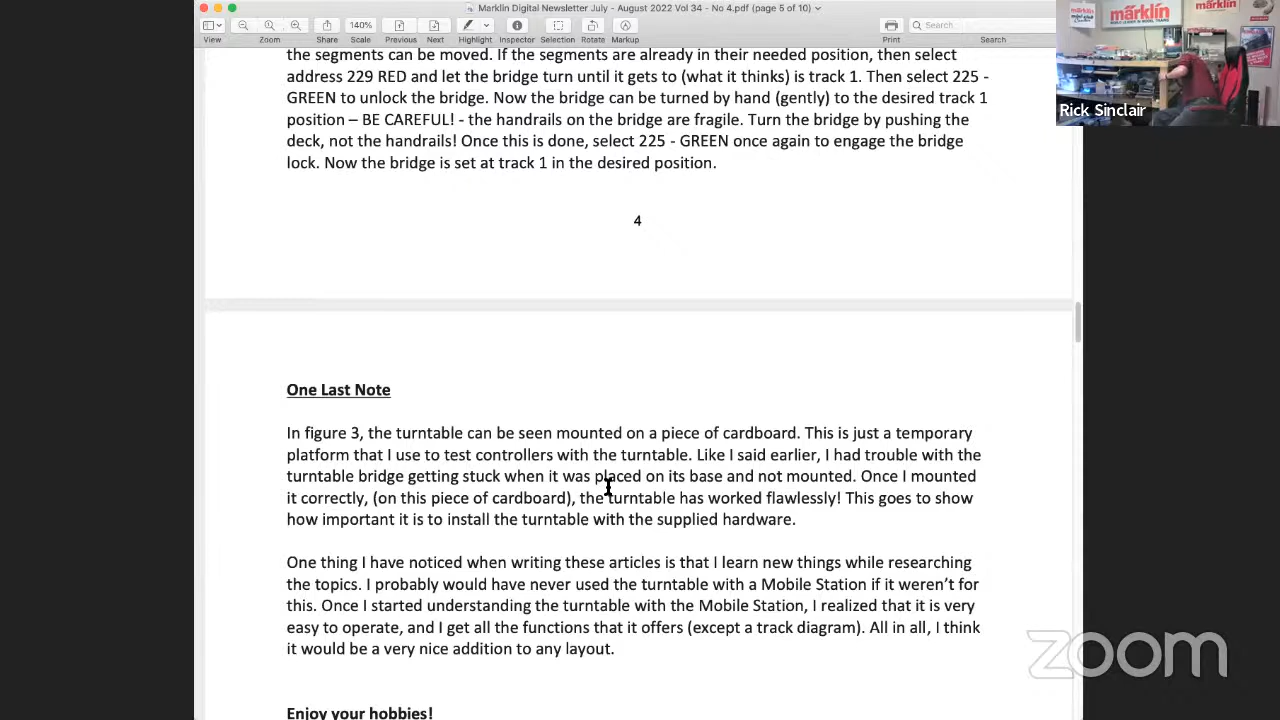 Marklin Digital Newsletter July - August 2022 Vol 34 - No 4.pdf (page 5 of 10)
140%
Search
View Zoom Share Scale Previous Next Highlight Inspector Selection Rotate Markup Print Search
the segments can be moved. If the segments are already in their needed position, then select
address 229 RED and let the bridge turn until it gets to (what it thinks) is track 1. Then select 225 -
GREEN to unlock the bridge. Now the bridge can be turned by hand (gently) to the desired track 1
position – BE CAREFUL! - the handrails on the bridge are fragile. Turn the bridge by pushing the
deck, not the handrails! Once this is done, select 225 - GREEN once again to engage the bridge
lock. Now the bridge is set at track 1 in the desired position.
4
One Last Note
In figure 3, the turntable can be seen mounted on a piece of cardboard. This is just a temporary
platform that I use to test controllers with the turntable. Like I said earlier, I had trouble with the
turntable bridge getting stuck when it was placed on its base and not mounted. Once I mounted
it correctly, (on this piece of cardboard), the turntable has worked flawlessly! This goes to show
how important it is to install the turntable with the supplied hardware.
One thing I have noticed when writing these articles is that I learn new things while researching
the topics. I probably would have never used the turntable with a Mobile Station if it weren’t for
this. Once I started understanding the turntable with the Mobile Station, I realized that it is very
easy to operate, and I get all the functions that it offers (except a track diagram). All in all, I think
it would be a very nice addition to any layout.
Enjoy your hobbies!
märklin
märklin
Rick Sinclair
zoom